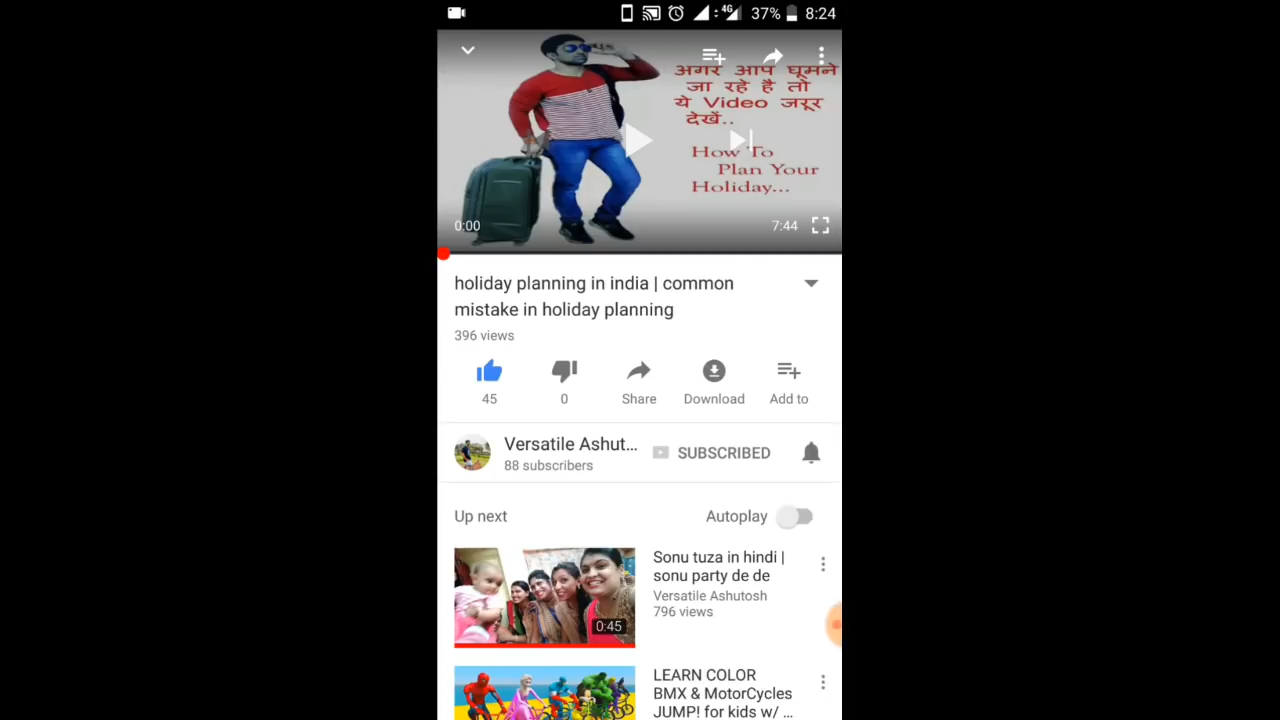 4G 37% 8:24
अगर आप घूमने
जा रहे है तो
ये Video जरूर
देखें..
How To
Plan Your
Holiday...
0:00 7:44
holiday planning in india | common
mistake in holiday planning
396 views
45 0 Share Download Add to
Versatile Ashut... SUBSCRIBED
88 subscribers
Up next Autoplay
Sonu tuza in hindi |
sonu party de de
Versatile Ashutosh
796 views
0:45
LEARN COLOR
BMX & MotorCycles
JUMP! for kids w/ ...